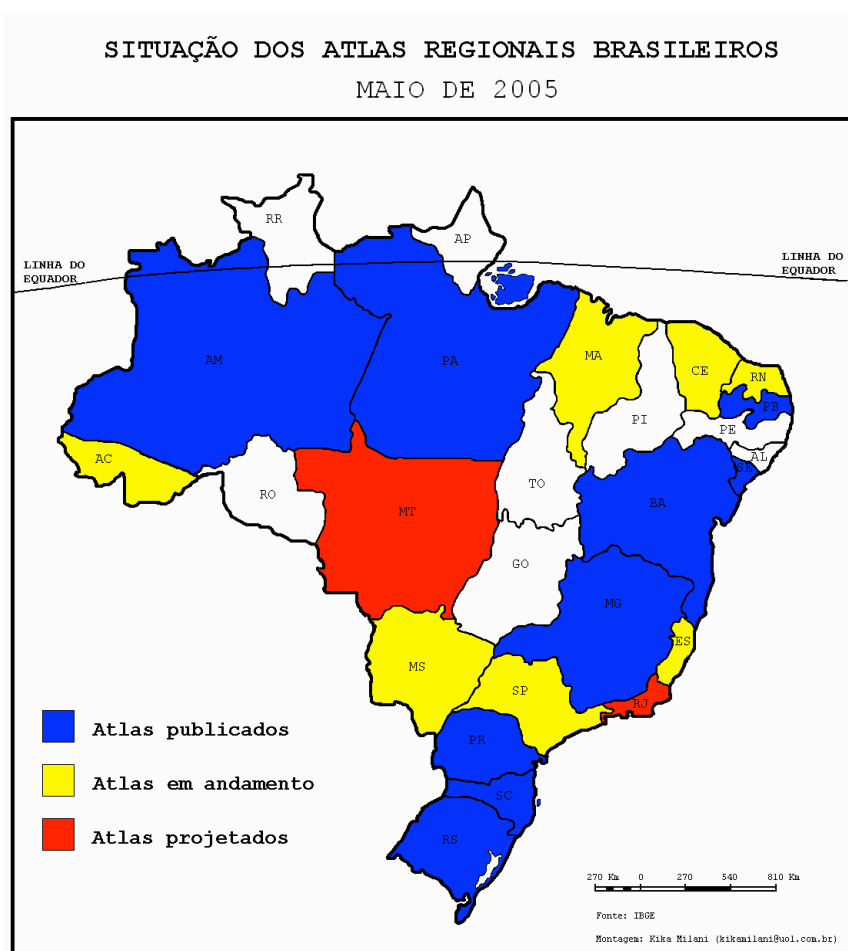 SITUAÇÃO DOS ATLAS REGIONAIS BRASILEIROS
MAIO DE 2005
RR
AP
LINHA DO
EQUADOR
LINHA DO
EQUADOR
AM
PA
MA
CE
RN
PB
PI
PE
AL
SE
AC
RO
TO
MT
BA
GO
MG
ES
MS
SP
RJ
PR
SC
RS
Atlas publicados
Atlas em andamento
Atlas projetados
270 Km 0 270 540 810 Km
Fonte: IBGE
Montagem: Kika Milani (kikamilani@uol.com.br)